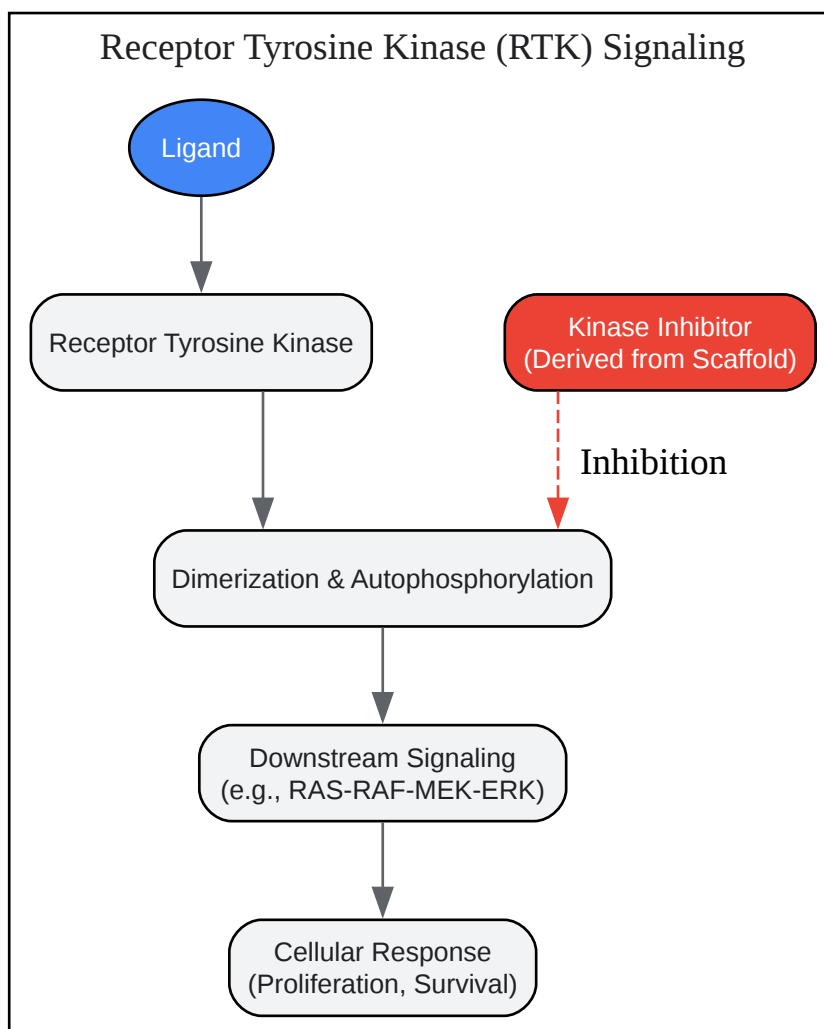 Receptor Tyrosine Kinase (RTK) Signaling
Ligand
Receptor Tyrosine Kinase
Kinase Inhibitor
(Derived from Scaffold)
Inhibition
Dimerization & Autophosphorylation
Downstream Signaling
(e.g., RAS-RAF-MEK-ERK)
Cellular Response
(Proliferation, Survival)